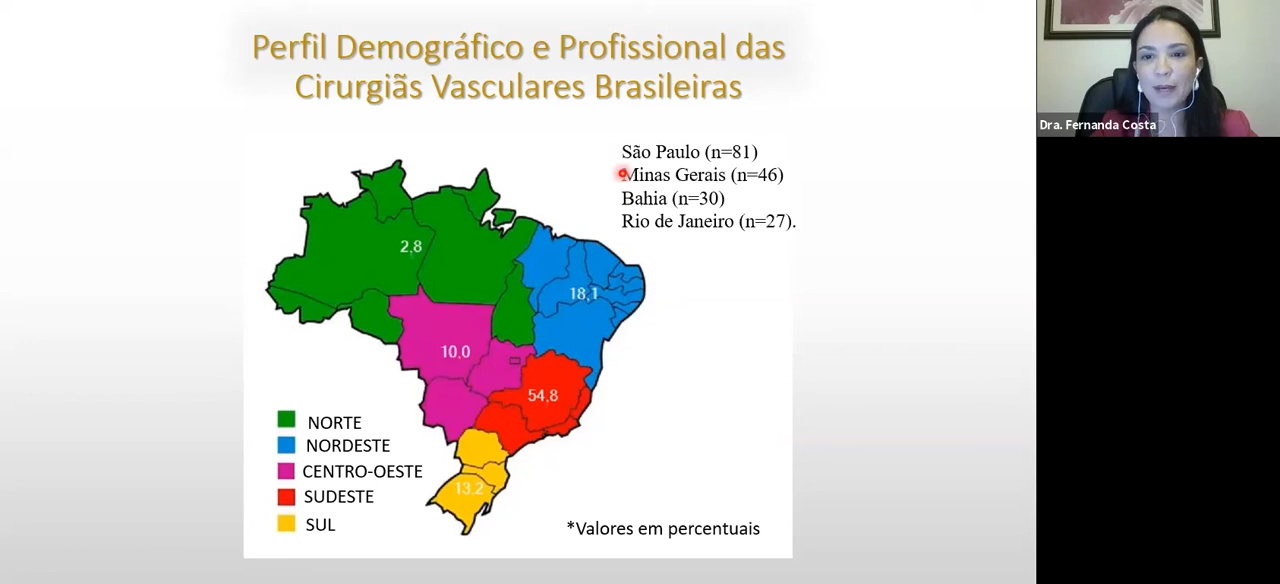 Perfil Demográfico e Profissional das
Cirurgiãs Vasculares Brasileiras
Dra. Fernanda Costa
São Paulo (n=81)
Minas Gerais (n=46)
Bahia (n=30)
Rio de Janeiro (n=27).
2,8
18,1
10,0
54,8
13,2
NORTE
NORDESTE
CENTRO-OESTE
SUDESTE
SUL
*Valores em percentuais